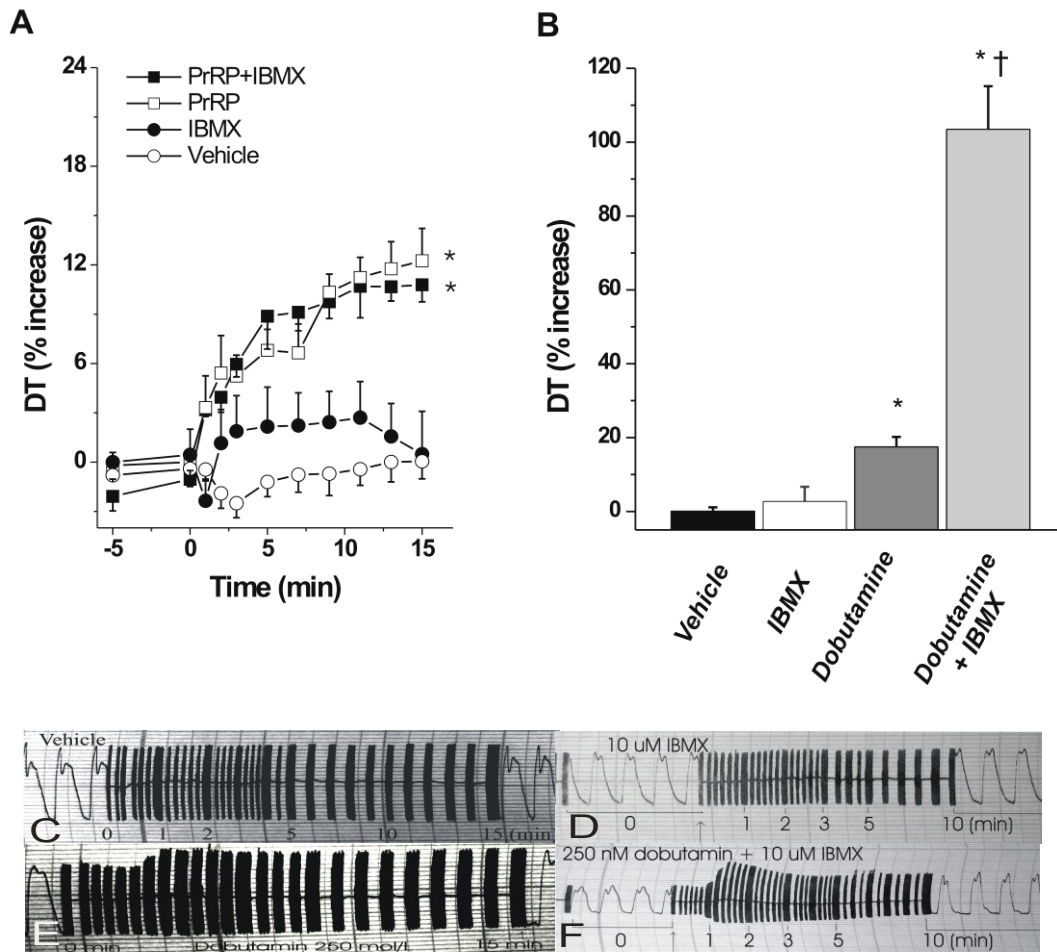 A
DT (% increase)
24
18
12
6
0
PrRP+IBMX
PrRP
IBMX
Vehicle
*
*
-5 0 5 10 15
Time (min)
B
DT (% increase)
120
100
80
60
40
20
0
* †
*
Vehicle
IBMX
Dobutamine
Dobutamine
+ IBMX
Vehicle
C
0 1 2 5 10 15 (min)
10 uM IBMX
D
0 ↑ 1 2 3 5 10 (min)
E
0 min Dobutamin 250 mol/L 15 min
250 nM dobutamin + 10 uM IBMX
F
0 ↑ 1 2 3 5 10 (min)